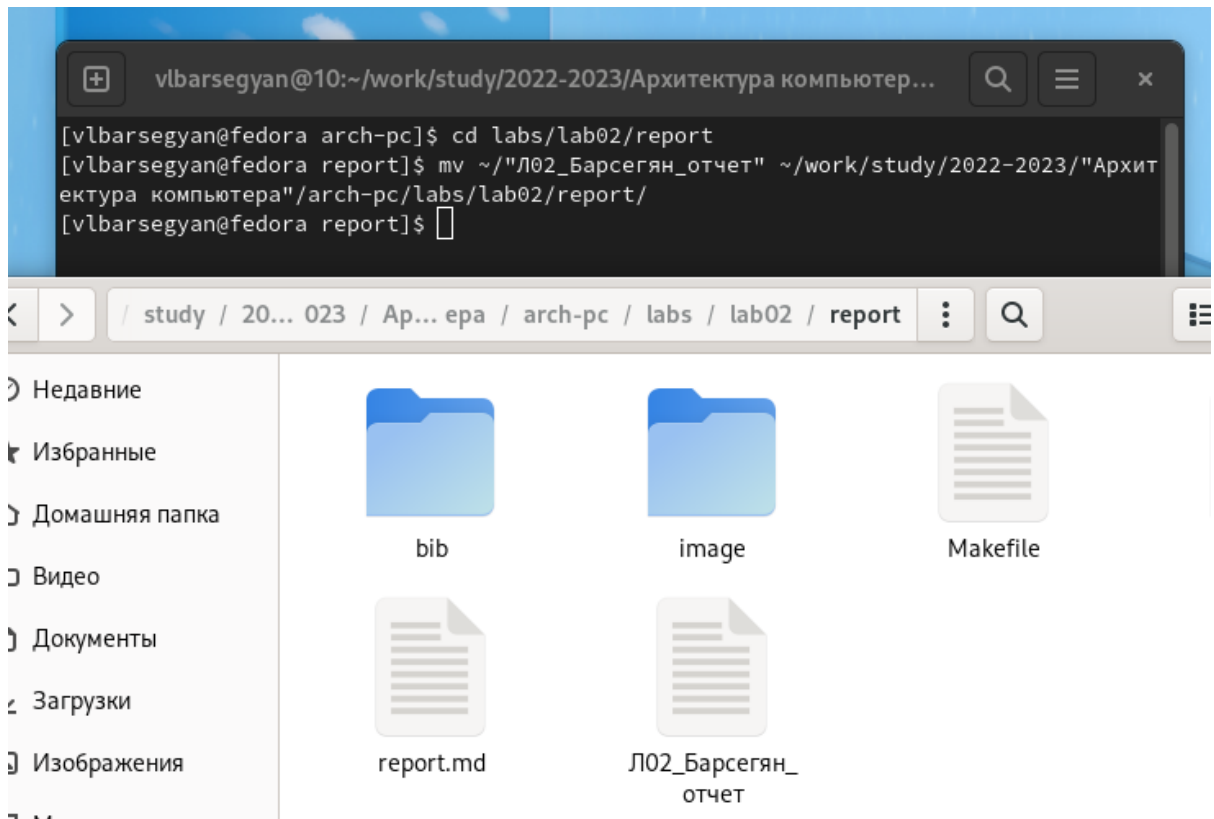 vlbarsegyan@10:~/work/study/2022-2023/Архитектура компьютер...
[vlbarsegyan@fedora arch-pc]$ cd labs/lab02/report
[vlbarsegyan@fedora report]$ mv ~/"Л02_Барсегян_отчет" ~/work/study/2022-2023/"Архит
ектура компьютера"/arch-pc/labs/lab02/report/
[vlbarsegyan@fedora report]$
/ study / 20... 023 / Ар... ера / arch-pc / labs / lab02 / report
Недавние
Избранные
Домашняя папка
Видео
Документы
Загрузки
Изображения
bib
image
Makefile
report.md
Л02_Барсегян_
отчет